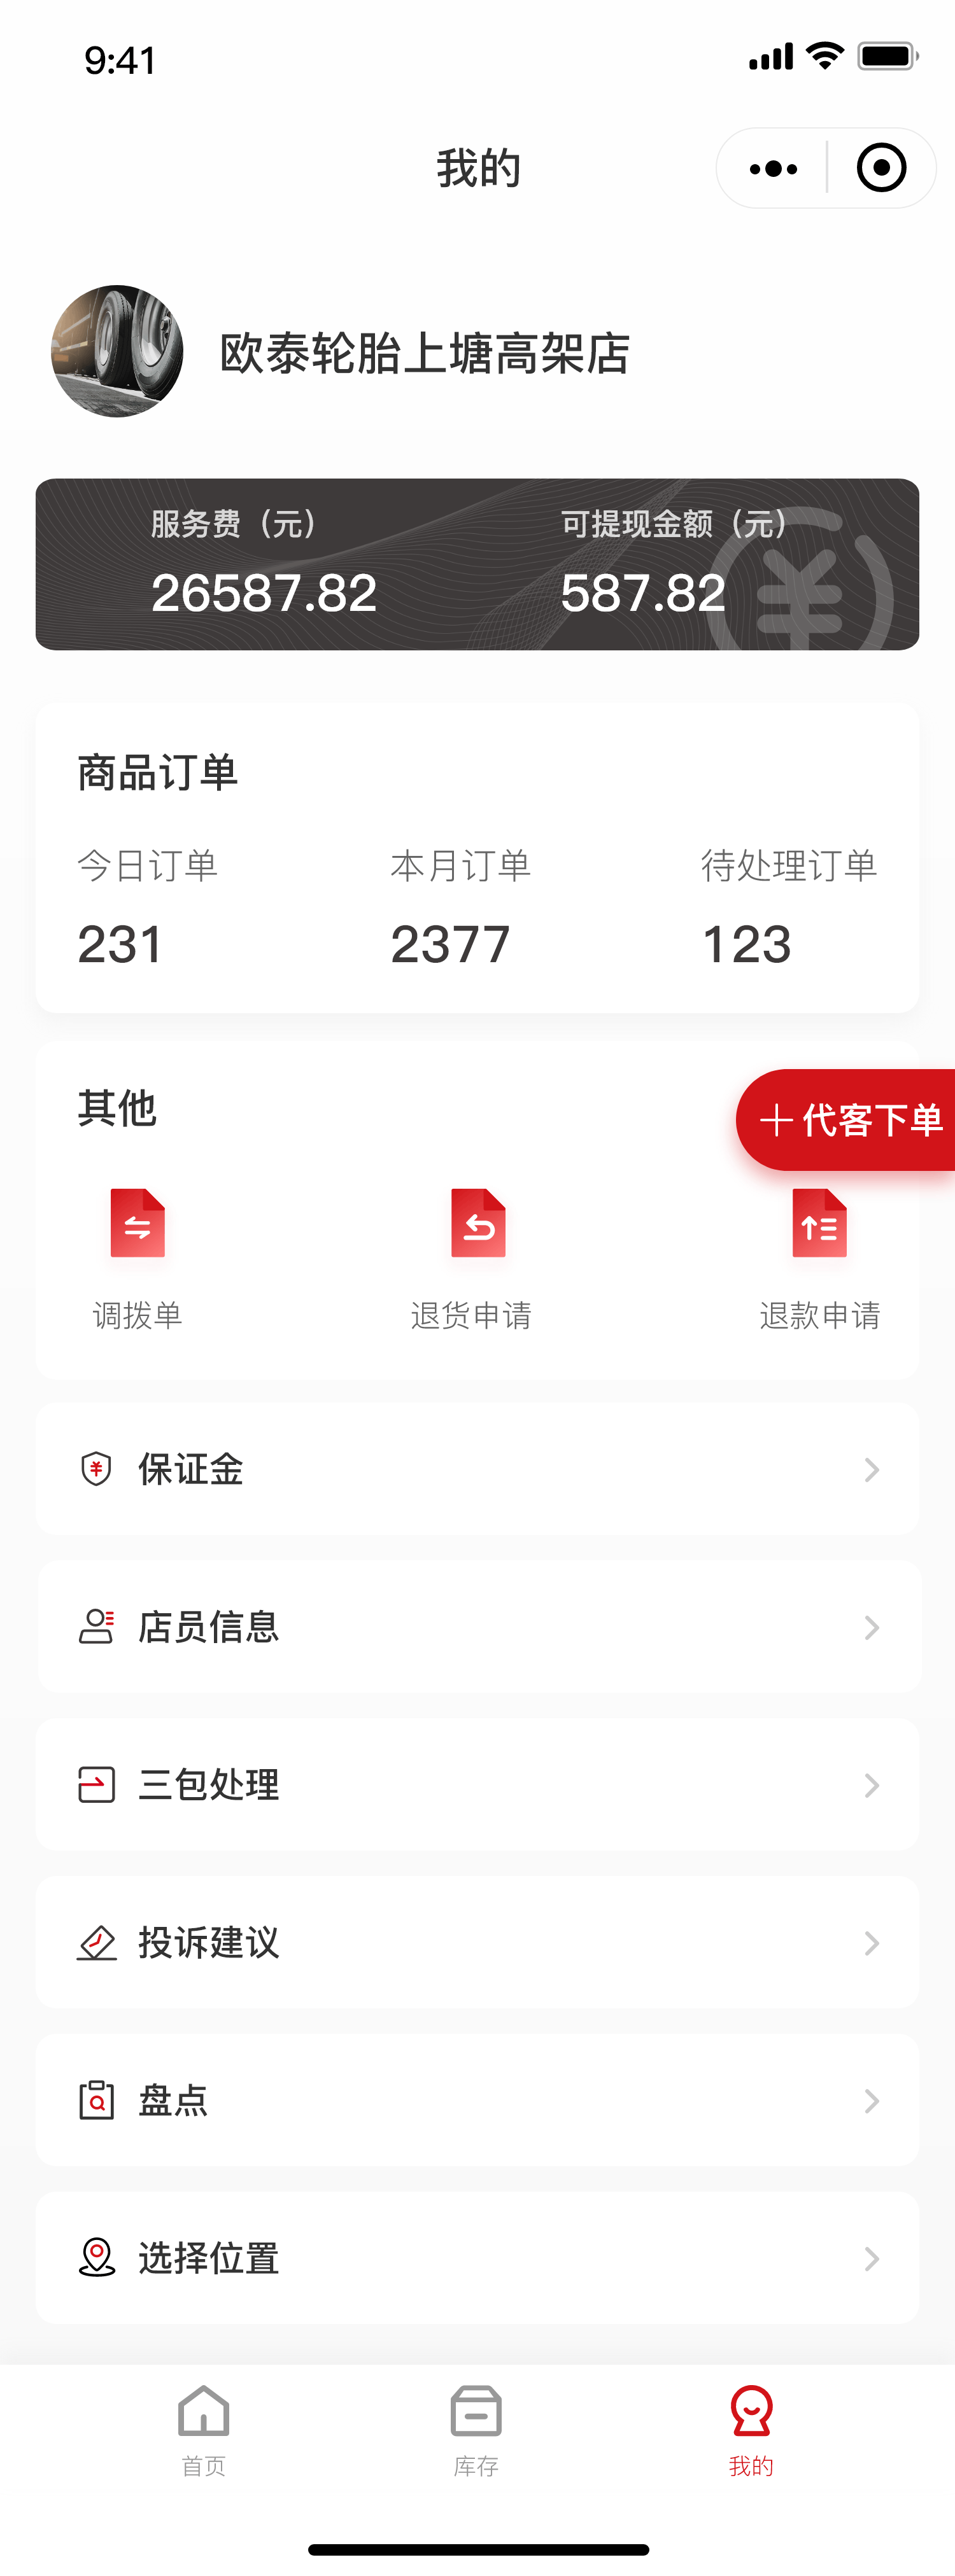 9:41
我的
欧泰轮胎上塘高架店
服务费（元） 可提现金额（元）
26587.82 587.82
商品订单
今日订单 本月订单 待处理订单
231 2377 123
其他
代客下单
调拨单 退货申请 退款申请
保证金
店员信息
三包处理
投诉建议
盘点
选择位置
首页 库存 我的